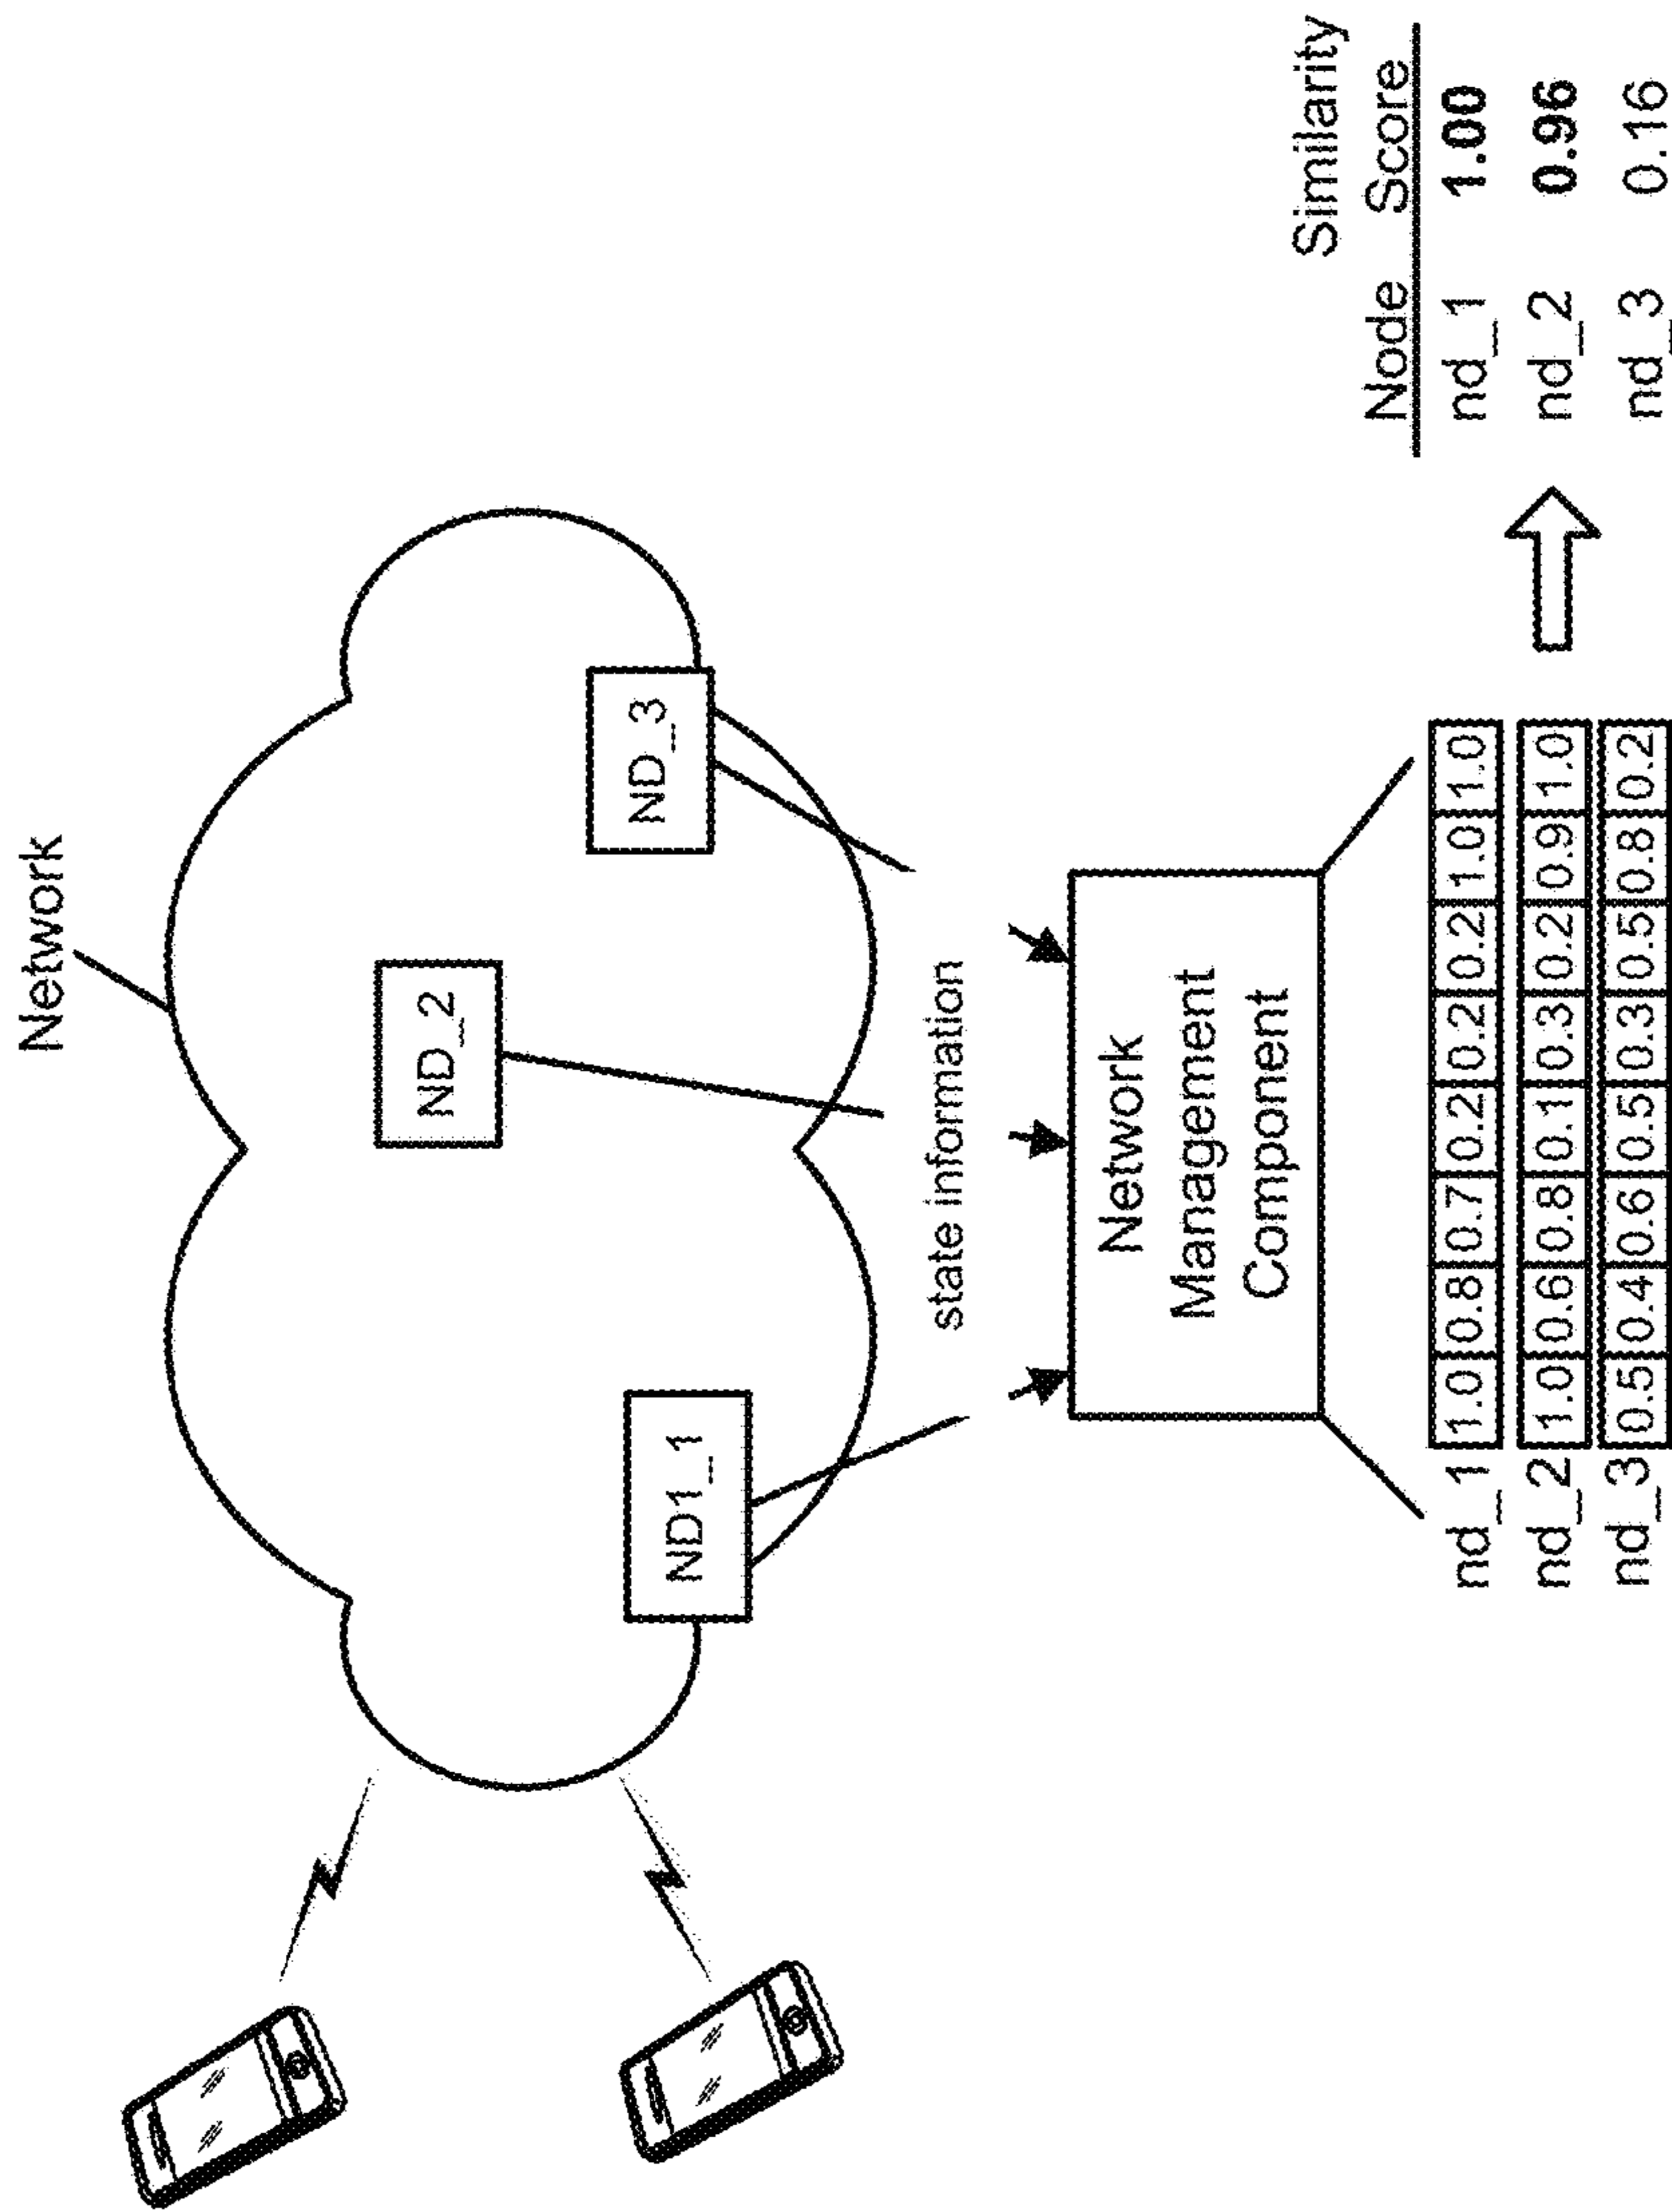 Network
ND1_1
ND_2
ND_3
state information
Network
Management
Component
nd_1 1.0 0.8 0.7 0.2 0.2 0.2 1.0 1.0
nd_2 1.0 0.6 0.8 0.1 0.3 0.2 0.9 1.0
nd_3 0.5 0.4 0.6 0.5 0.3 0.5 0.8 0.2
Similarity
Node Score
nd_1 1.00
nd_2 0.96
nd_3 0.16